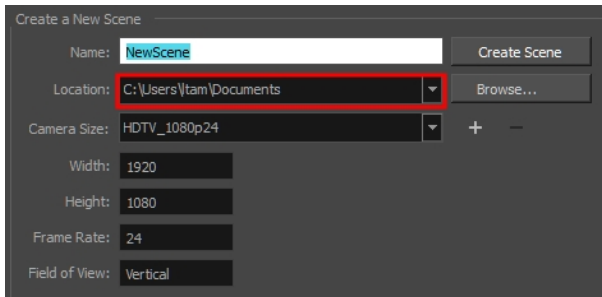 Create a New Scene
Name: NewScene Create Scene
Location: C:\Users\ltam\Documents Browse...
Camera Size: HDTV_1080p24 + −
Width: 1920
Height: 1080
Frame Rate: 24
Field of View: Vertical